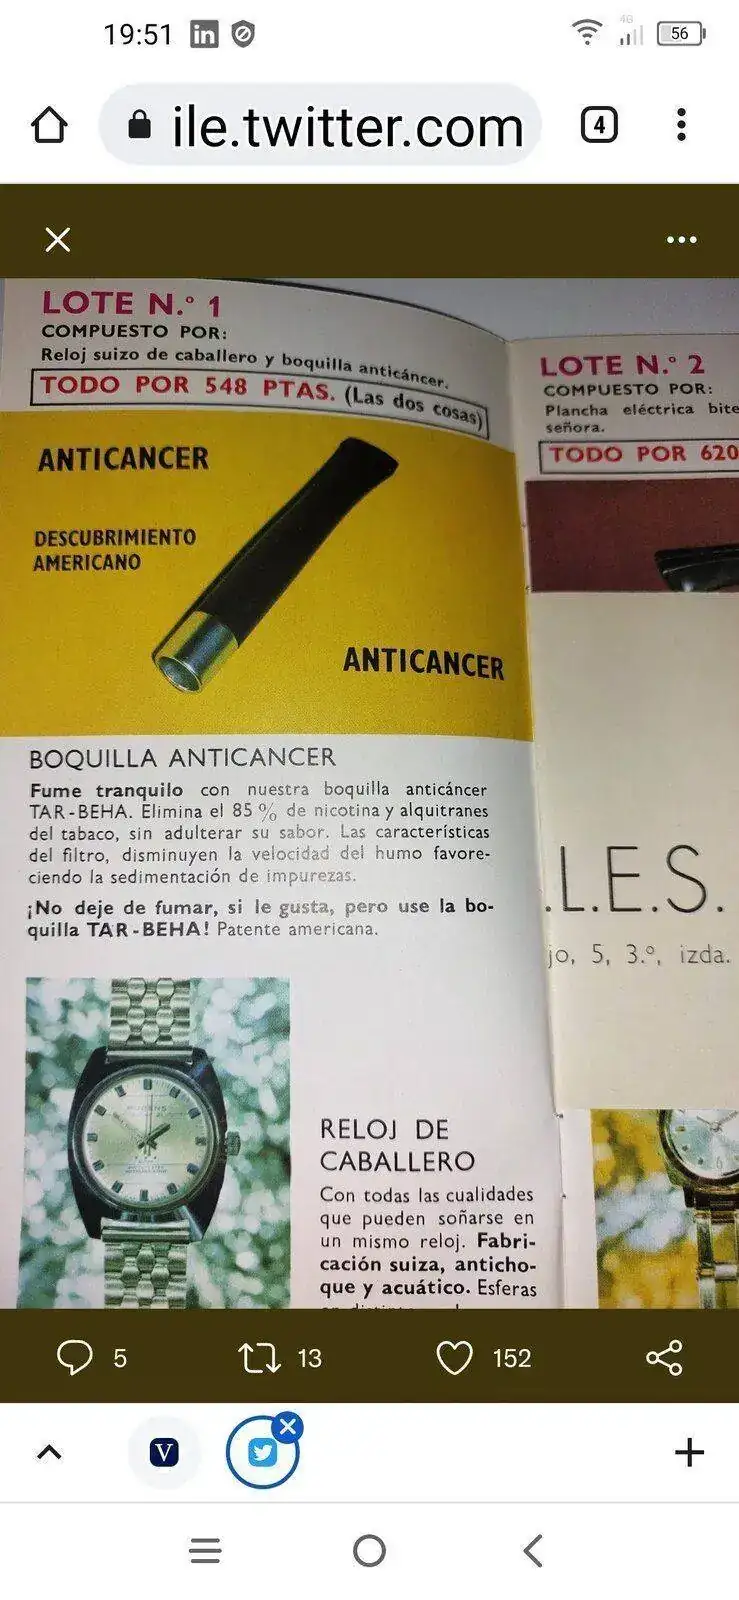 19:51
4G
56
ile.twitter.com
4
LOTE N.º 1
COMPUESTO POR:
Reloj suizo de caballero y boquilla anticáncer.
TODO POR 548 PTAS. (Las dos cosas)
ANTICANCER
DESCUBRIMIENTO
AMERICANO
ANTICANCER
BOQUILLA ANTICANCER
Fume tranquilo con nuestra boquilla anticáncer
TAR-BEHA. Elimina el 85 % de nicotina y alquitranes
del tabaco, sin adulterar su sabor. Las características
del filtro, disminuyen la velocidad del humo favore-
ciendo la sedimentación de impurezas.
¡No deje de fumar, si le gusta, pero use la bo-
quilla TAR-BEHA! Patente americana.
RELOJ DE
CABALLERO
Con todas las cualidades
que pueden soñarse en
un mismo reloj. Fabri-
cación suiza, anticho-
que y acuático. Esferas
LOTE N.º 2
COMPUESTO POR:
Plancha eléctrica bite
señora.
TODO POR 620
.L.E.S.
jo, 5, 3.º, izda.
5
13
152
V